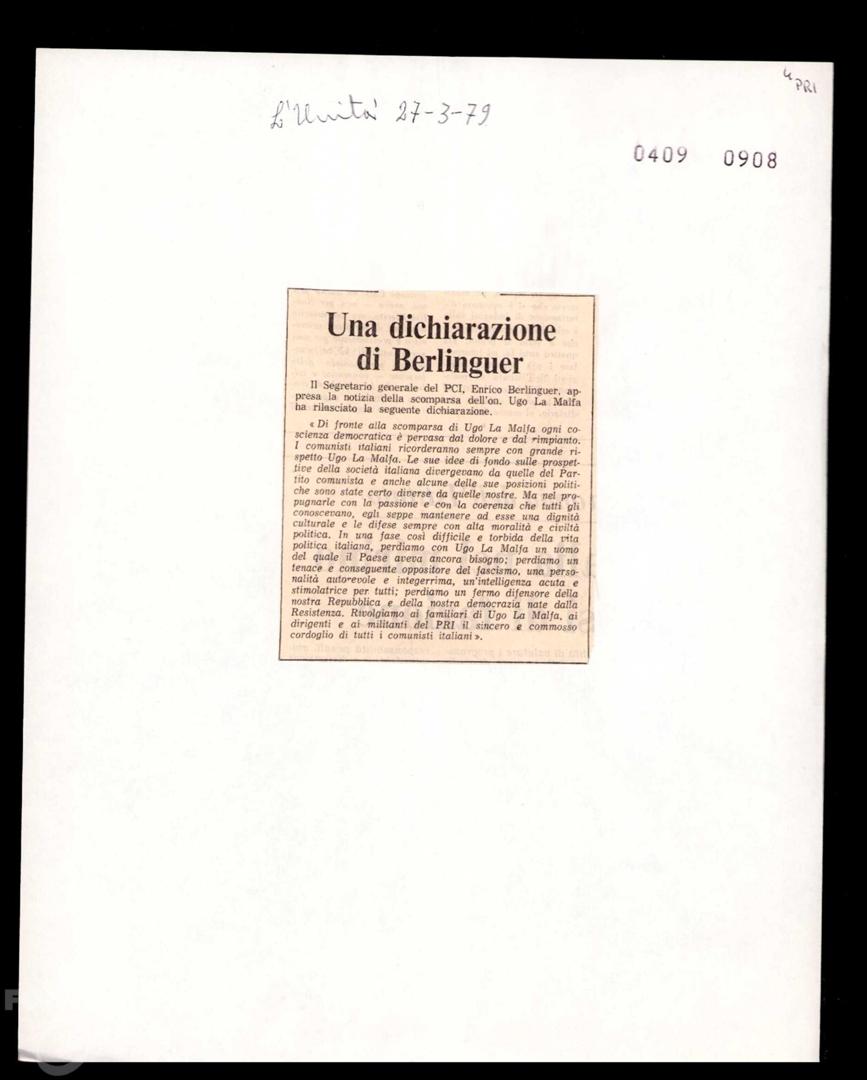 4
PRI
L'Unità 27-3-79
0409 0908
Una dichiarazione
di Berlinguer
Il Segretario generale del PCI, Enrico Berlinguer, ap-
presa la notizia della scomparsa dell'on. Ugo La Malfa
ha rilasciato la seguente dichiarazione.
« Di fronte alla scomparsa di Ugo La Malfa ogni co-
scienza democratica è pervasa dal dolore e dal rimpianto.
I comunisti italiani ricorderanno sempre con grande ri-
spetto Ugo La Malfa. Le sue idee di fondo sulle prospet-
tive della società italiana divergevano da quelle del Par-
tito comunista e anche alcune delle sue posizioni politi-
che sono state certo diverse da quelle nostre. Ma nel pro-
pugnarle con la passione e con la coerenza che tutti gli
conoscevano, egli seppe mantenere ad esse una dignità
culturale e le difese sempre con alta moralità e civiltà
politica. In una fase così difficile e torbida della vita
politica italiana, perdiamo con Ugo La Malfa un uomo
del quale il Paese aveva ancora bisogno; perdiamo un
tenace e conseguente oppositore del fascismo, una perso-
nalità autorevole e integerrima, un'intelligenza acuta e
stimolatrice per tutti; perdiamo un fermo difensore della
nostra Repubblica e della nostra democrazia nate dalla
Resistenza. Rivolgiamo ai familiari di Ugo La Malfa, ai
dirigenti e ai militanti del PRI il sincero e commosso
cordoglio di tutti i comunisti italiani ».